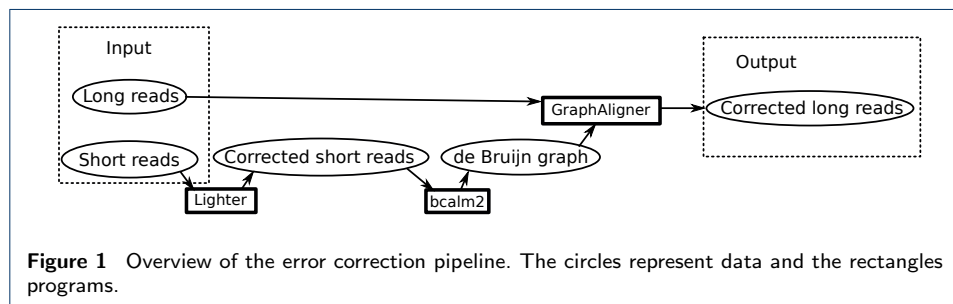 Input
Output
Long reads
GraphAligner
Corrected long reads
Short reads
Corrected short reads
de Bruijn graph
Lighter
bcalm2
Figure 1 Overview of the error correction pipeline. The circles represent data and the rectangles
programs.